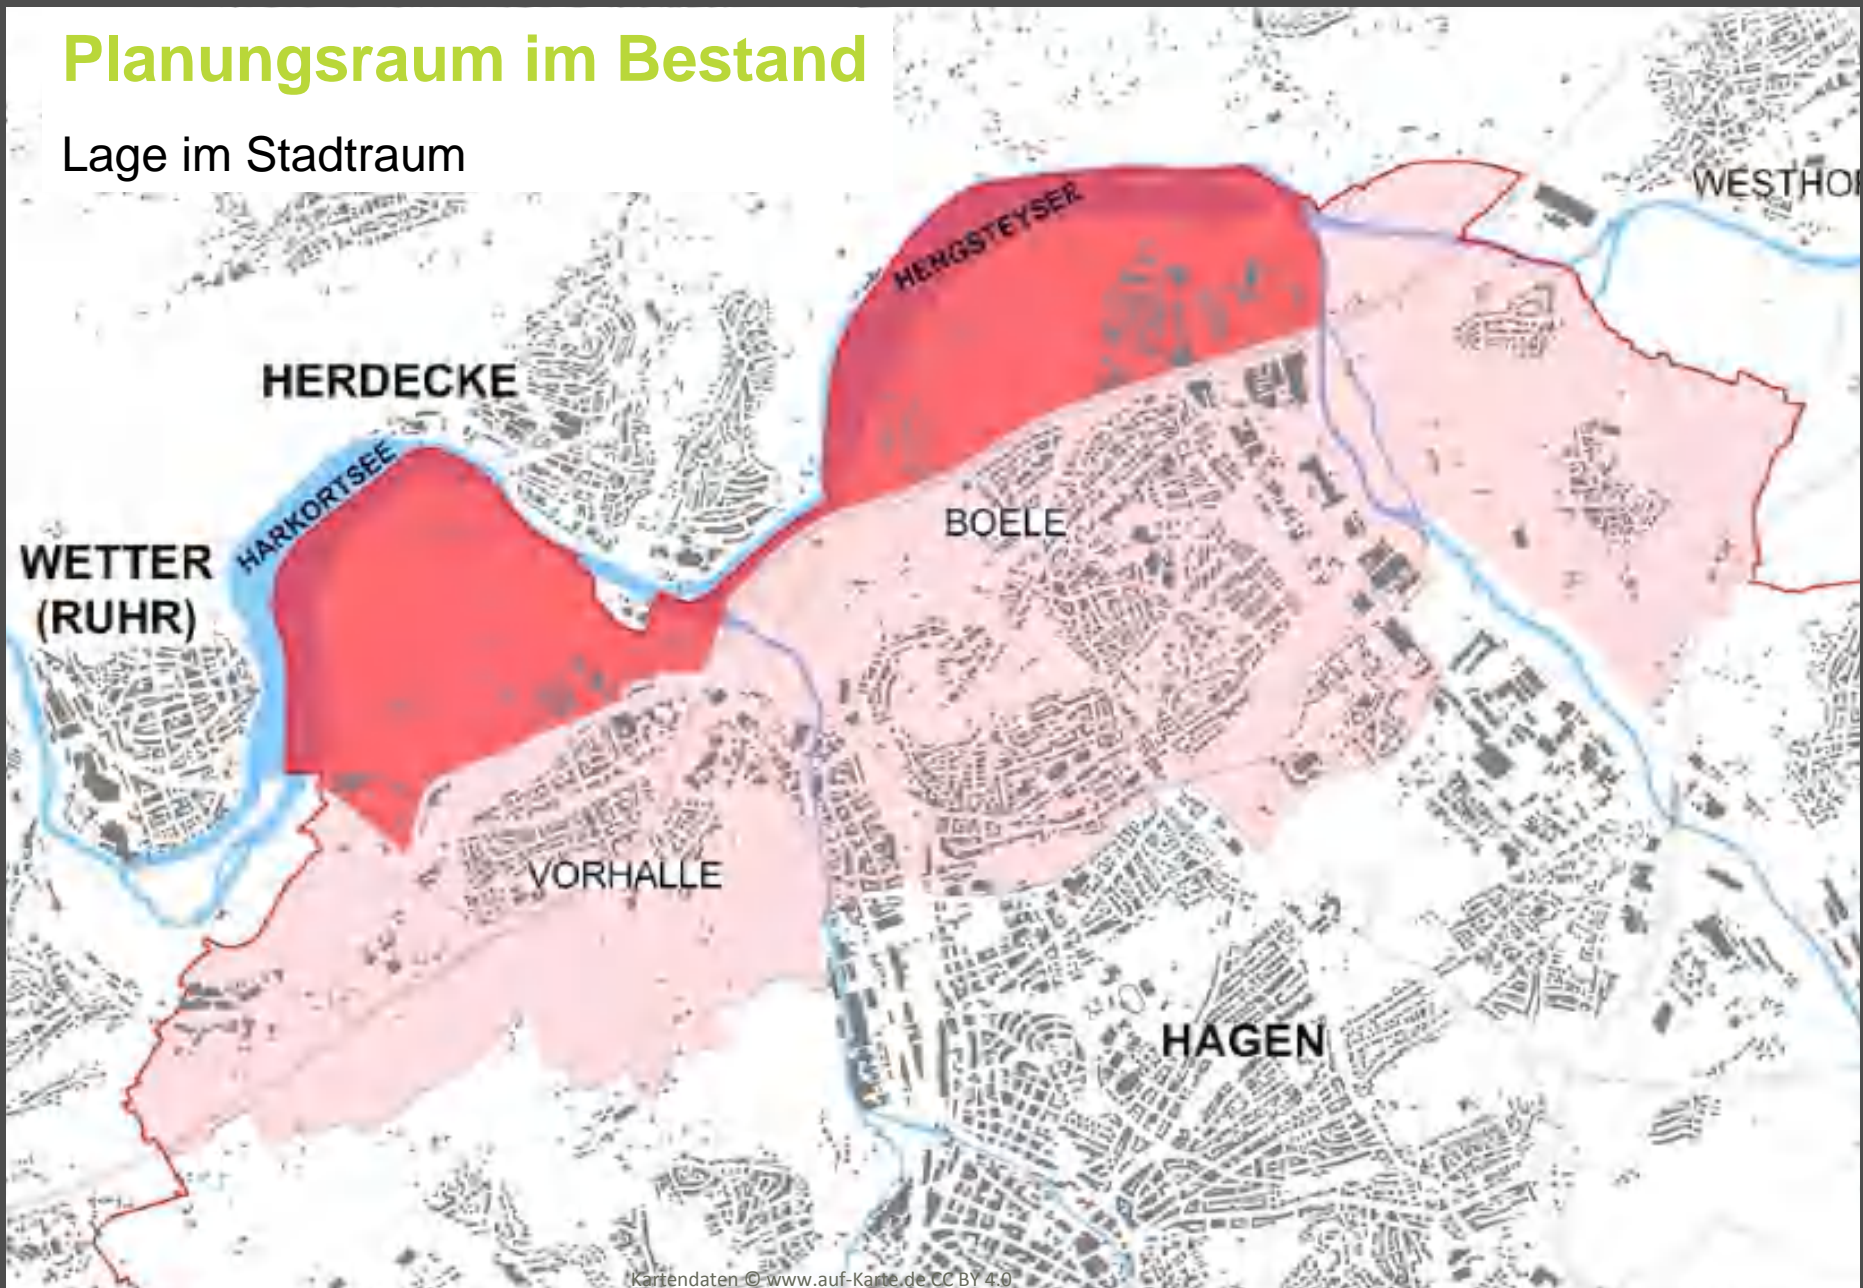 Planungsraum im Bestand
Lage im Stadtraum
WESTHOF
HENGSTEYSER
HERDECKE
HARKORTSEE
BOELE
WETTER
(RUHR)
VORHALLE
HAGEN
Kartendaten © www.auf-Karte.de CC BY 4.0